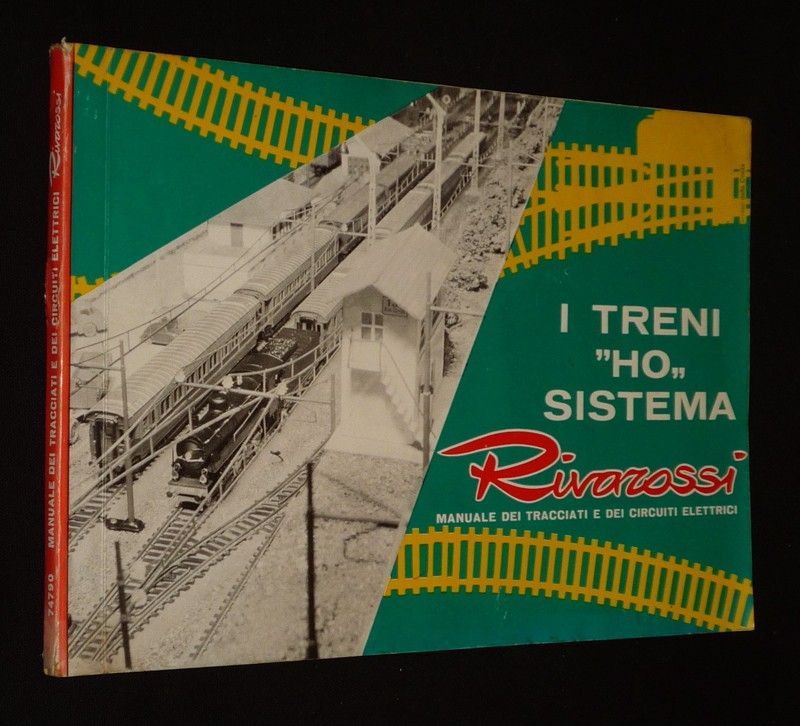 I TRENI
"HO„
SISTEMA
Rivarossi
MANUALE DEI TRACCIATI E DEI CIRCUITI ELETTRICI
74790 MANUALE DEI TRACCIATI E DEI CIRCUITI ELETTRICI Rivarossi